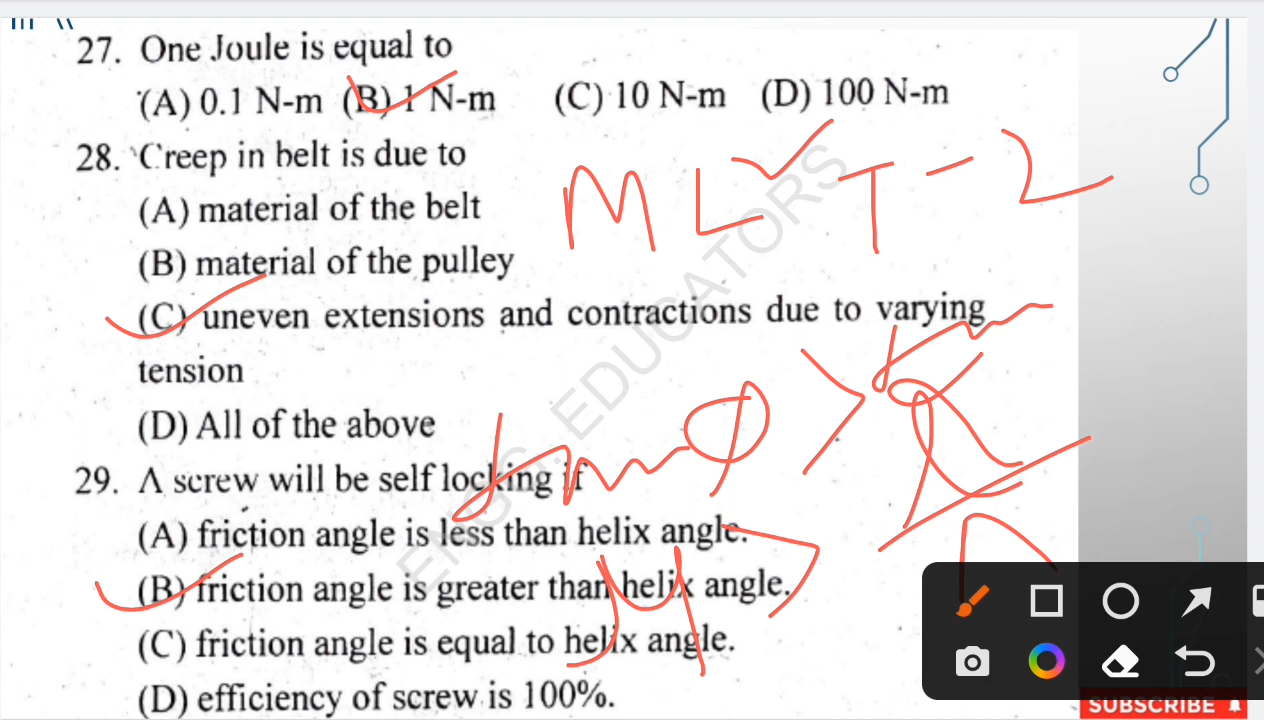 27. One Joule is equal to
(A) 0.1 N-m (B) 1 N-m (C) 10 N-m (D) 100 N-m
28. Creep in belt is due to
(A) material of the belt
MLT-2
(B) material of the pulley
(C) uneven extensions and contractions due to varying
tension
(D) All of the above
29. A screw will be self locking if
(A) friction angle is less than helix angle.
(B) friction angle is greater than helix angle.
(C) friction angle is equal to helix angle.
(D) efficiency of screw is 100%.
ENGG. EDUCATORS
SUBSCRIBE